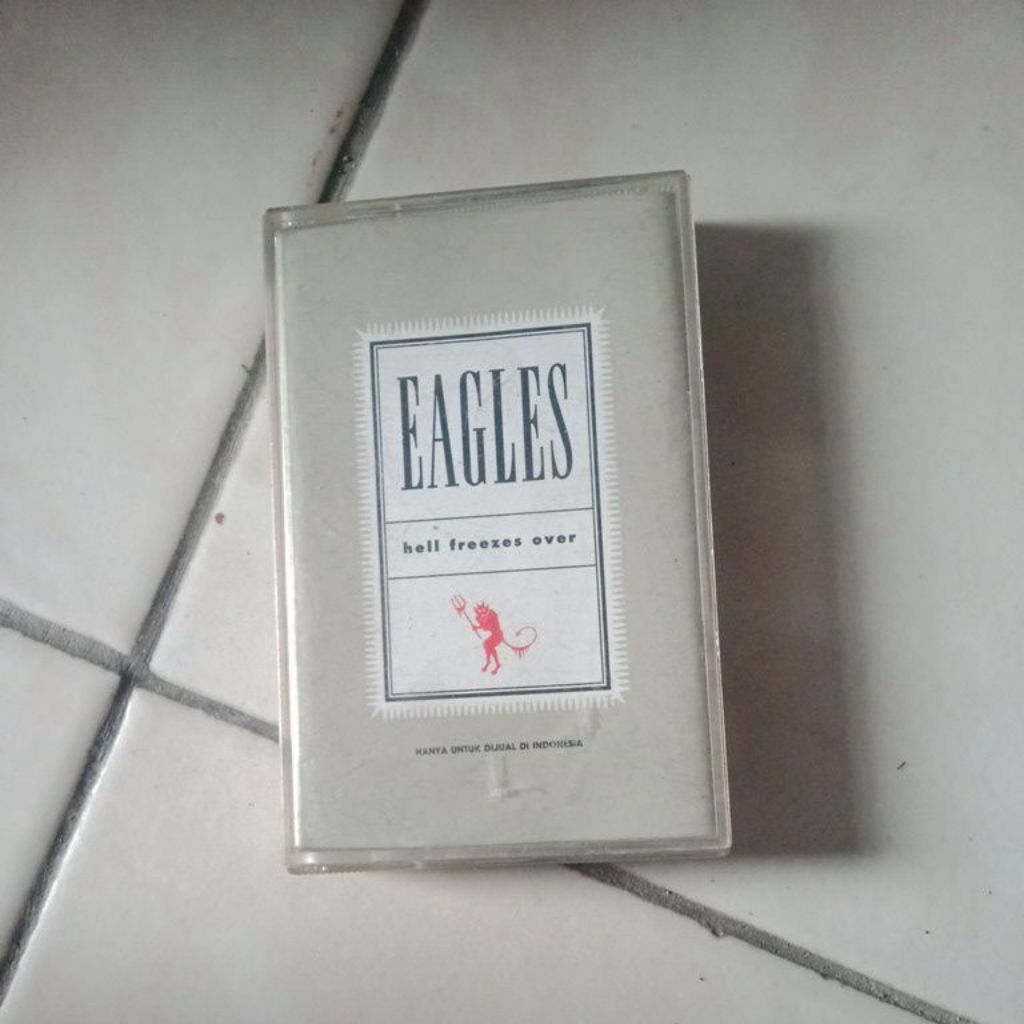 EAGLES
hell freezes over
HANYA UNTUK DIJUAL DI INDONESIA